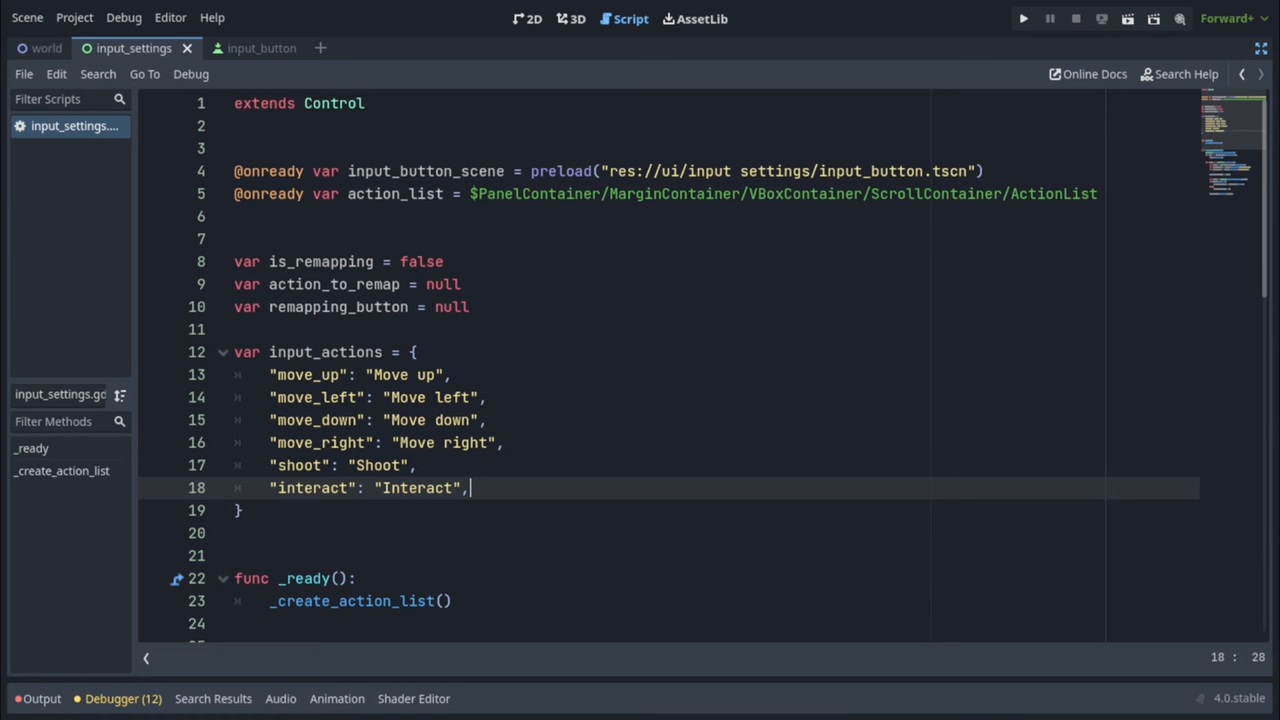 Scene Project Debug Editor Help 2D 3D Script AssetLib Forward+
world input_settings input_button
File Edit Search Go To Debug Online Docs Search Help
Filter Scripts
input_settings....
input_settings.gd
Filter Methods
_ready
_create_action_list
1 extends Control
2
3
4 @onready var input_button_scene = preload("res://ui/input settings/input_button.tscn")
5 @onready var action_list = $PanelContainer/MarginContainer/VBoxContainer/ScrollContainer/ActionList
6
7
8 var is_remapping = false
9 var action_to_remap = null
10 var remapping_button = null
11
12 var input_actions = {
13 "move_up": "Move up",
14 "move_left": "Move left",
15 "move_down": "Move down",
16 "move_right": "Move right",
17 "shoot": "Shoot",
18 "interact": "Interact",
19 }
20
21
22 func _ready():
23 _create_action_list()
24
18 : 28
Output Debugger (12) Search Results Audio Animation Shader Editor 4.0.stable